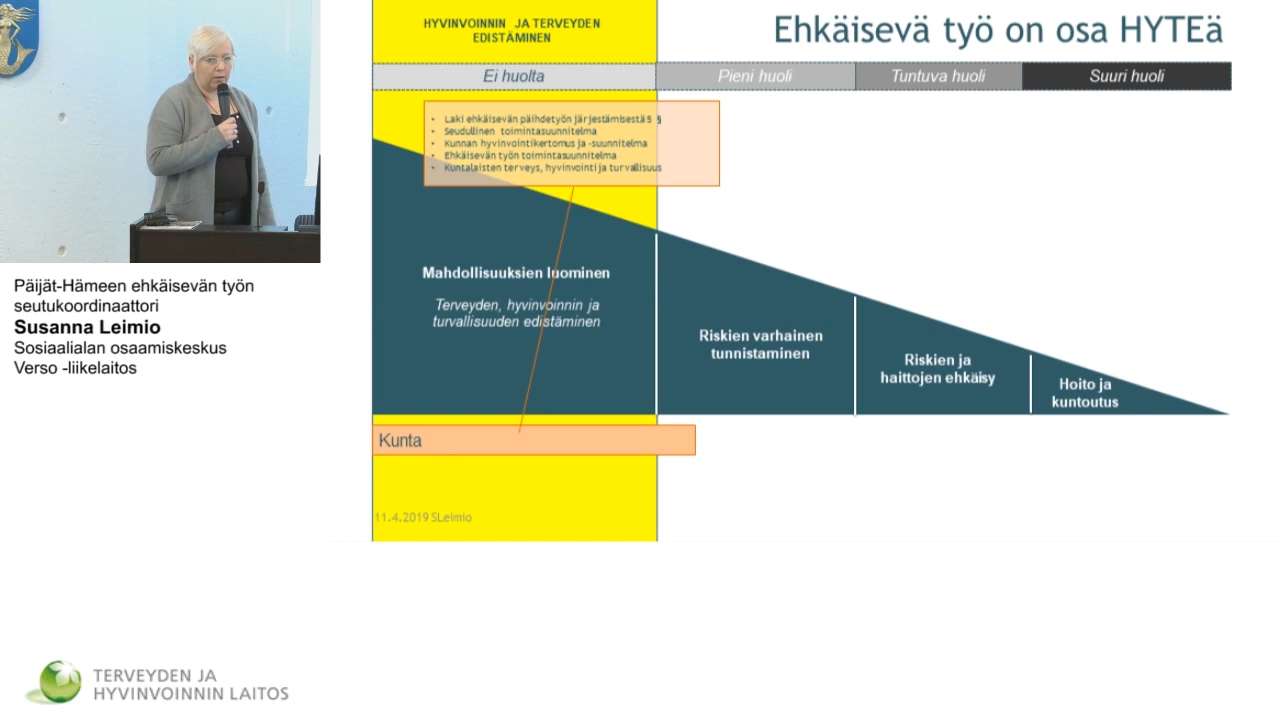 HYVINVOINNIN JA TERVEYDEN
EDISTÄMINEN
Ehkäisevä työ on osa HYTEä
Ei huolta
Pieni huoli
Tuntuva huoli
Suuri huoli
• Laki ehkäisevän päihdetyön järjestämisestä 5 §
• Seudullinen toimintasuunnitelma
• Kunnan hyvinvointikertomus ja -suunnitelma
• Ehkäisevän työn toimintasuunnitelma
• Kuntalaisten terveys, hyvinvointi ja turvallisuus
Mahdollisuuksien luominen
Terveyden, hyvinvoinnin ja
turvallisuuden edistäminen
Riskien varhainen
tunnistaminen
Riskien ja
haittojen ehkäisy
Hoito ja
kuntoutus
Kunta
11.4.2019 SLeimio
Päijät-Hämeen ehkäisevän työn
seutukoordinaattori
Susanna Leimio
Sosiaalialan osaamiskeskus
Verso -liikelaitos
TERVEYDEN JA
HYVINVOINNIN LAITOS